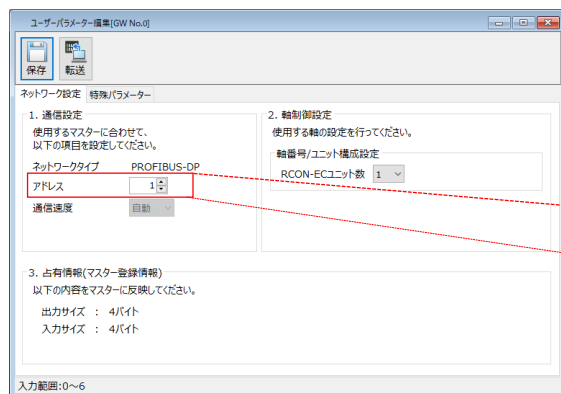 ユーザーパラメーター編集[GW No.0]
保存 転送
ネットワーク設定 特殊パラメーター
1. 通信設定
使用するマスターに合わせて、
以下の項目を設定してください。
ネットワークタイプ PROFIBUS-DP
アドレス 1
通信速度 自動
2. 軸制御設定
使用する軸の設定を行ってください。
軸番号/ユニット構成設定
RCON-ECユニット数 1
3. 占有情報(マスター登録情報)
以下の内容をマスターに反映してください。
出力サイズ : 4バイト
入力サイズ : 4バイト
入力範囲:0～6